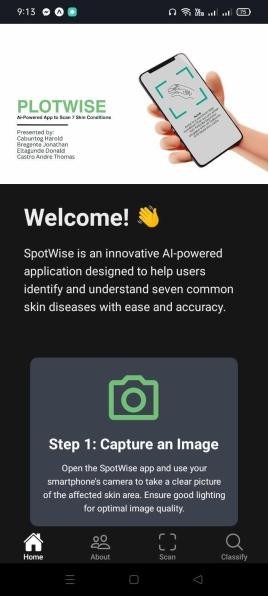 9:13
75
PLOTWISE
AI-Powered App to Scan 7 Skin Conditions
Presented by:
Cabuntog Harold
Bregente Jonathan
Eltagunde Donald
Castro Andre Thomas
Welcome! 👋
SpotWise is an innovative AI-powered
application designed to help users
identify and understand seven common
skin diseases with ease and accuracy.
Step 1: Capture an Image
Open the SpotWise app and use your
smartphone's camera to take a clear picture
of the affected skin area. Ensure good lighting
for optimal image quality.
Home About Scan Classify